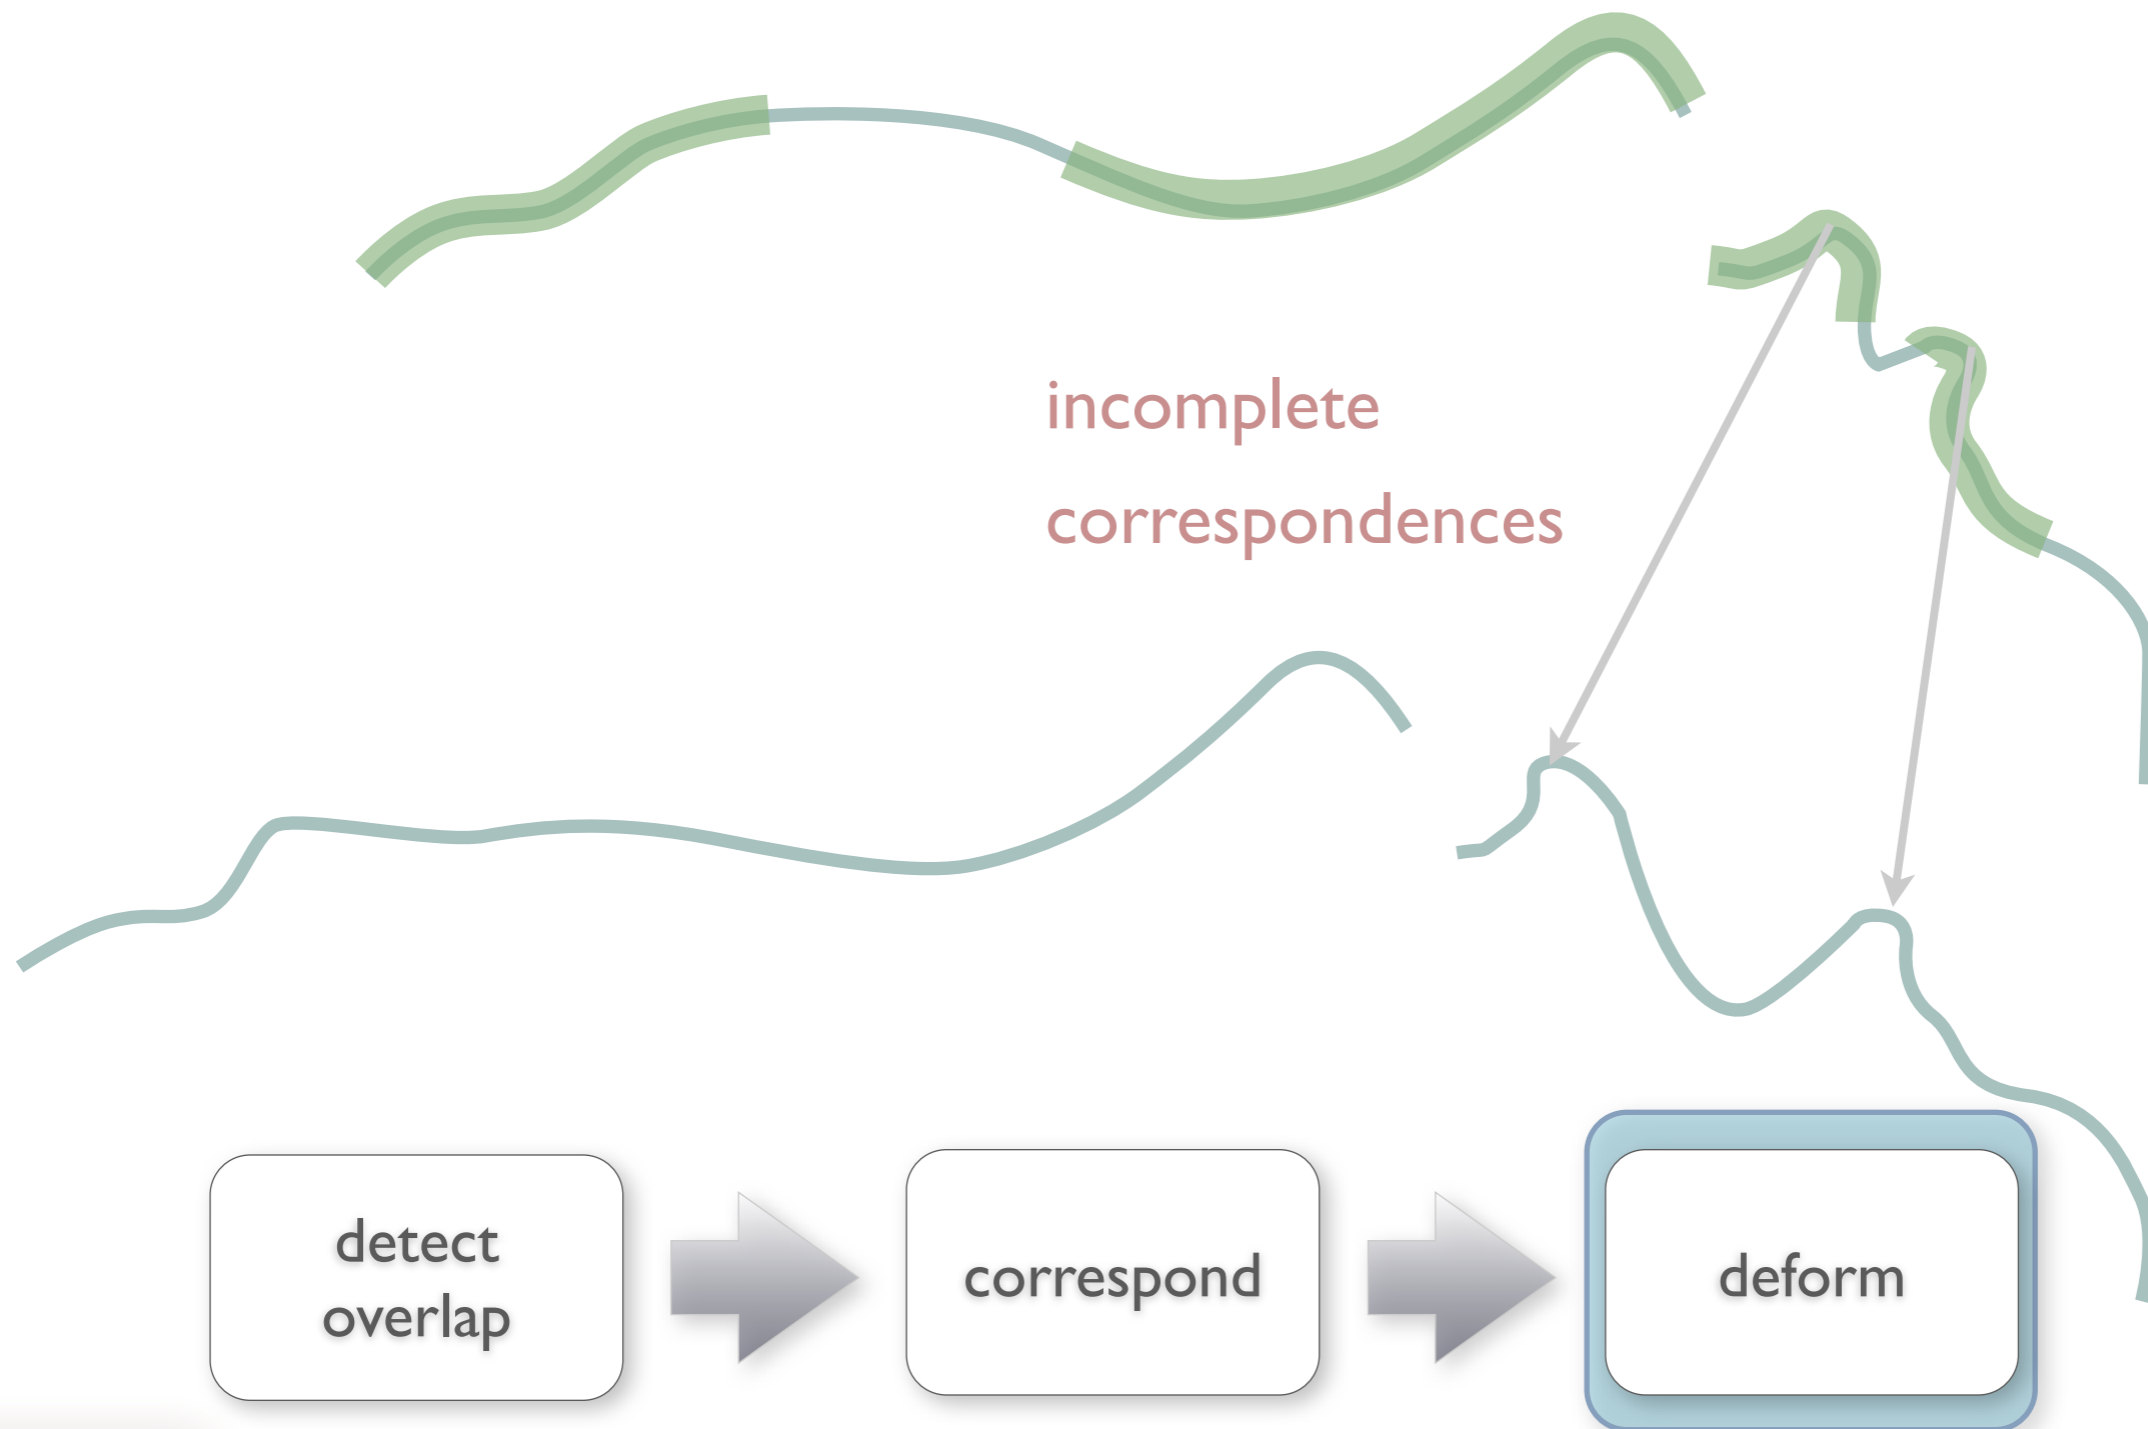 incomplete
correspondences
detect
overlap
correspond
deform